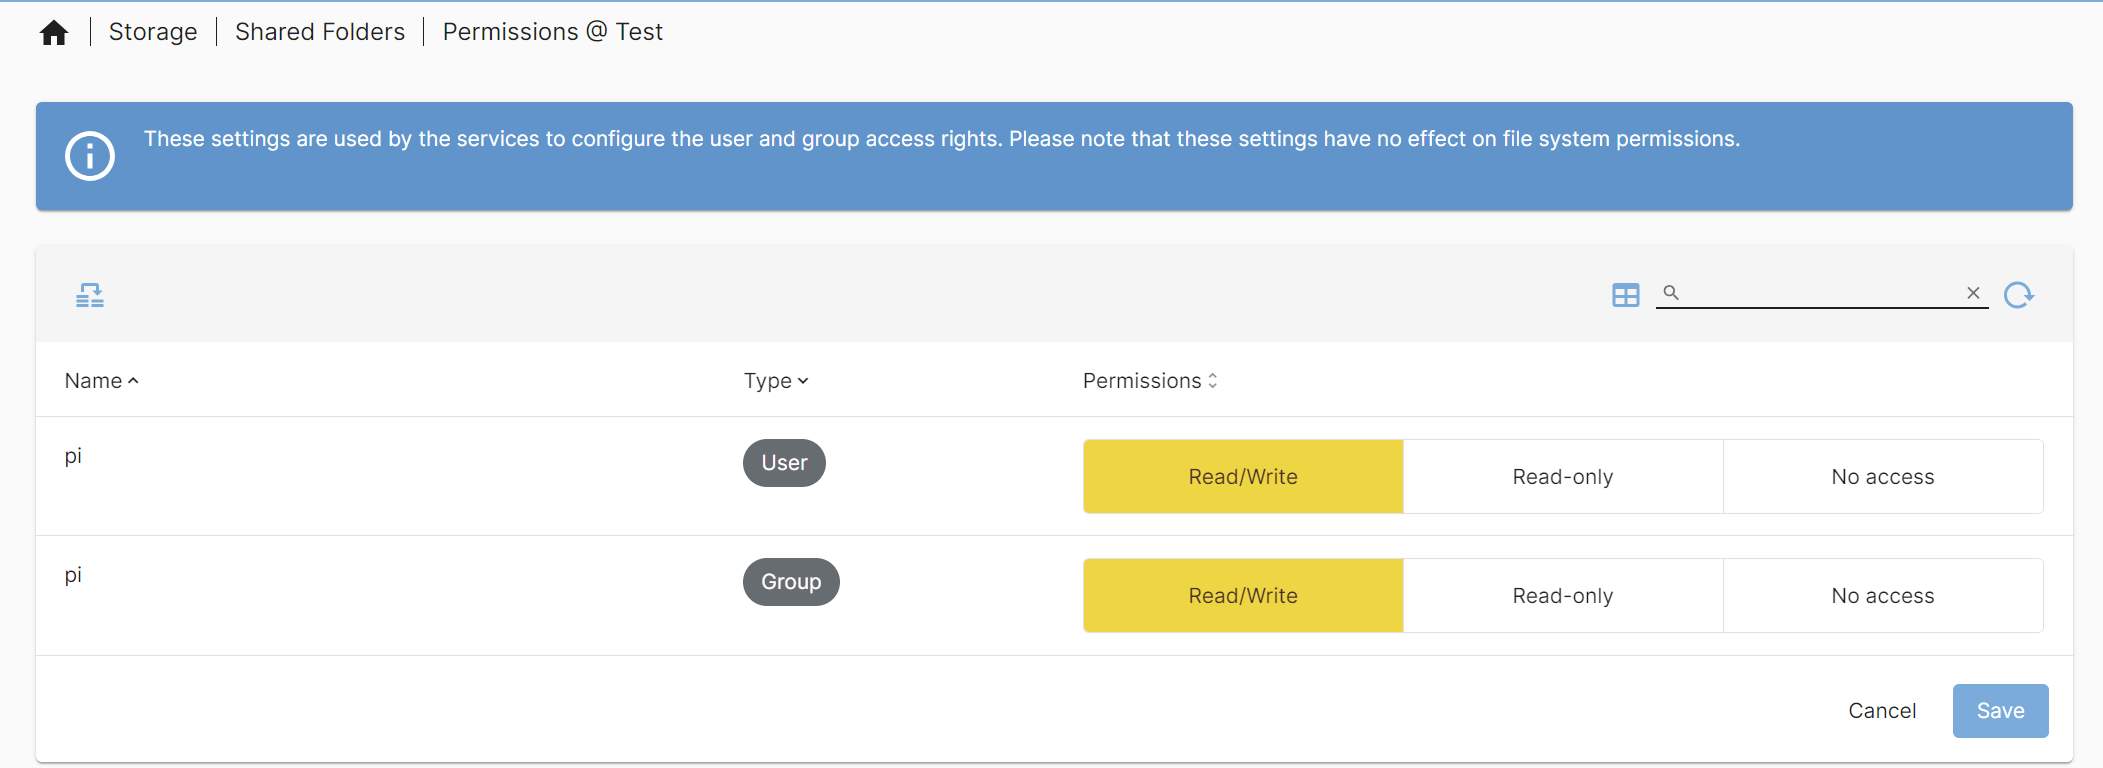 Storage | Shared Folders | Permissions @ Test
These settings are used by the services to configure the user and group access rights. Please note that these settings have no effect on file system permissions.
Name Type Permissions
pi User Read/Write Read-only No access
pi Group Read/Write Read-only No access
Cancel Save